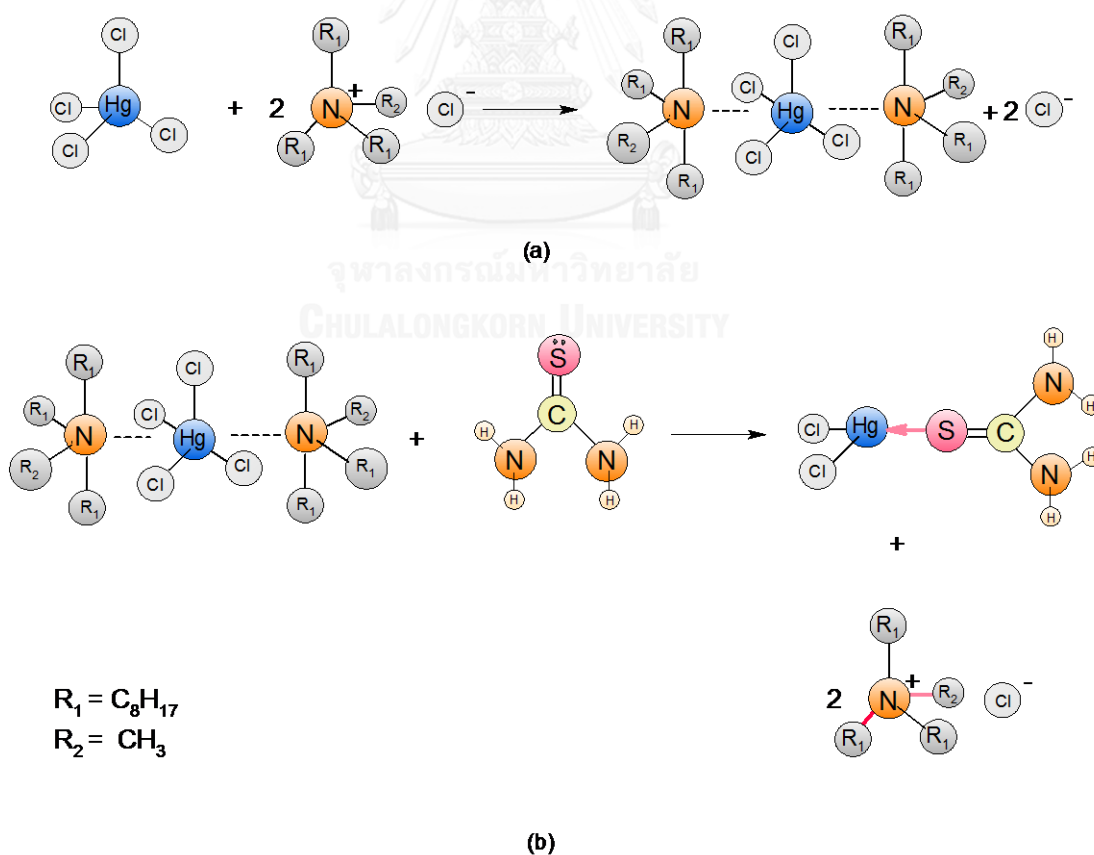 Cl Cl Hg Cl Cl + 2 R₁ N⁺ R₂ R₁ R₁ Cl⁻ R₁ R₁ N R₂ R₁ Cl Cl Hg Cl Cl R₁ N R₂ R₁ R₁ +2 Cl⁻
(a)
จุฬาลงกรณ์มหาวิทยาลัย
CHULALONGKORN UNIVERSITY
R₁ R₁ N R₂ R₁ Cl Cl Hg Cl Cl R₁ N R₂ R₁ R₁ + S C N H H N H H Cl Cl Hg S C N H H N H H
+
2 R₁ N⁺ R₂ R₁ R₁ Cl⁻
R₁ = C₈H₁₇
R₂ = CH₃
(b)